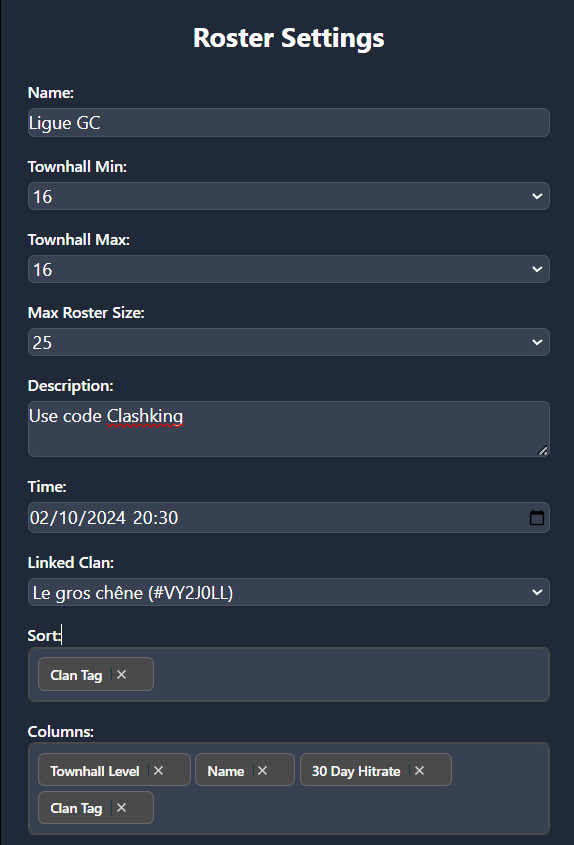 Roster Settings
Name:
Ligue GC
Townhall Min:
16
Townhall Max:
16
Max Roster Size:
25
Description:
Use code Clashking
Time:
02/10/2024 20:30
Linked Clan:
Le gros chêne (#VY2J0LL)
Sort:
Clan Tag ×
Columns:
Townhall Level × Name × 30 Day Hitrate ×
Clan Tag ×